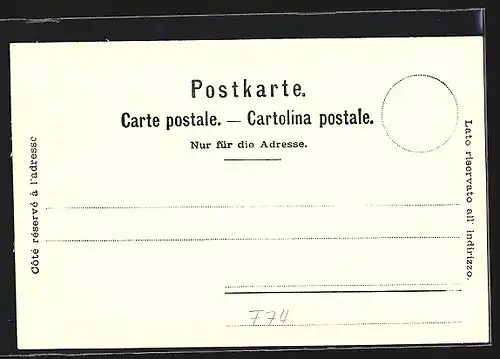 Postkarte.
Carte postale. — Cartolina postale.
Nur für die Adresse.
Côté réservé à l'adresse
Lato riservato all' indirizzo.
F74